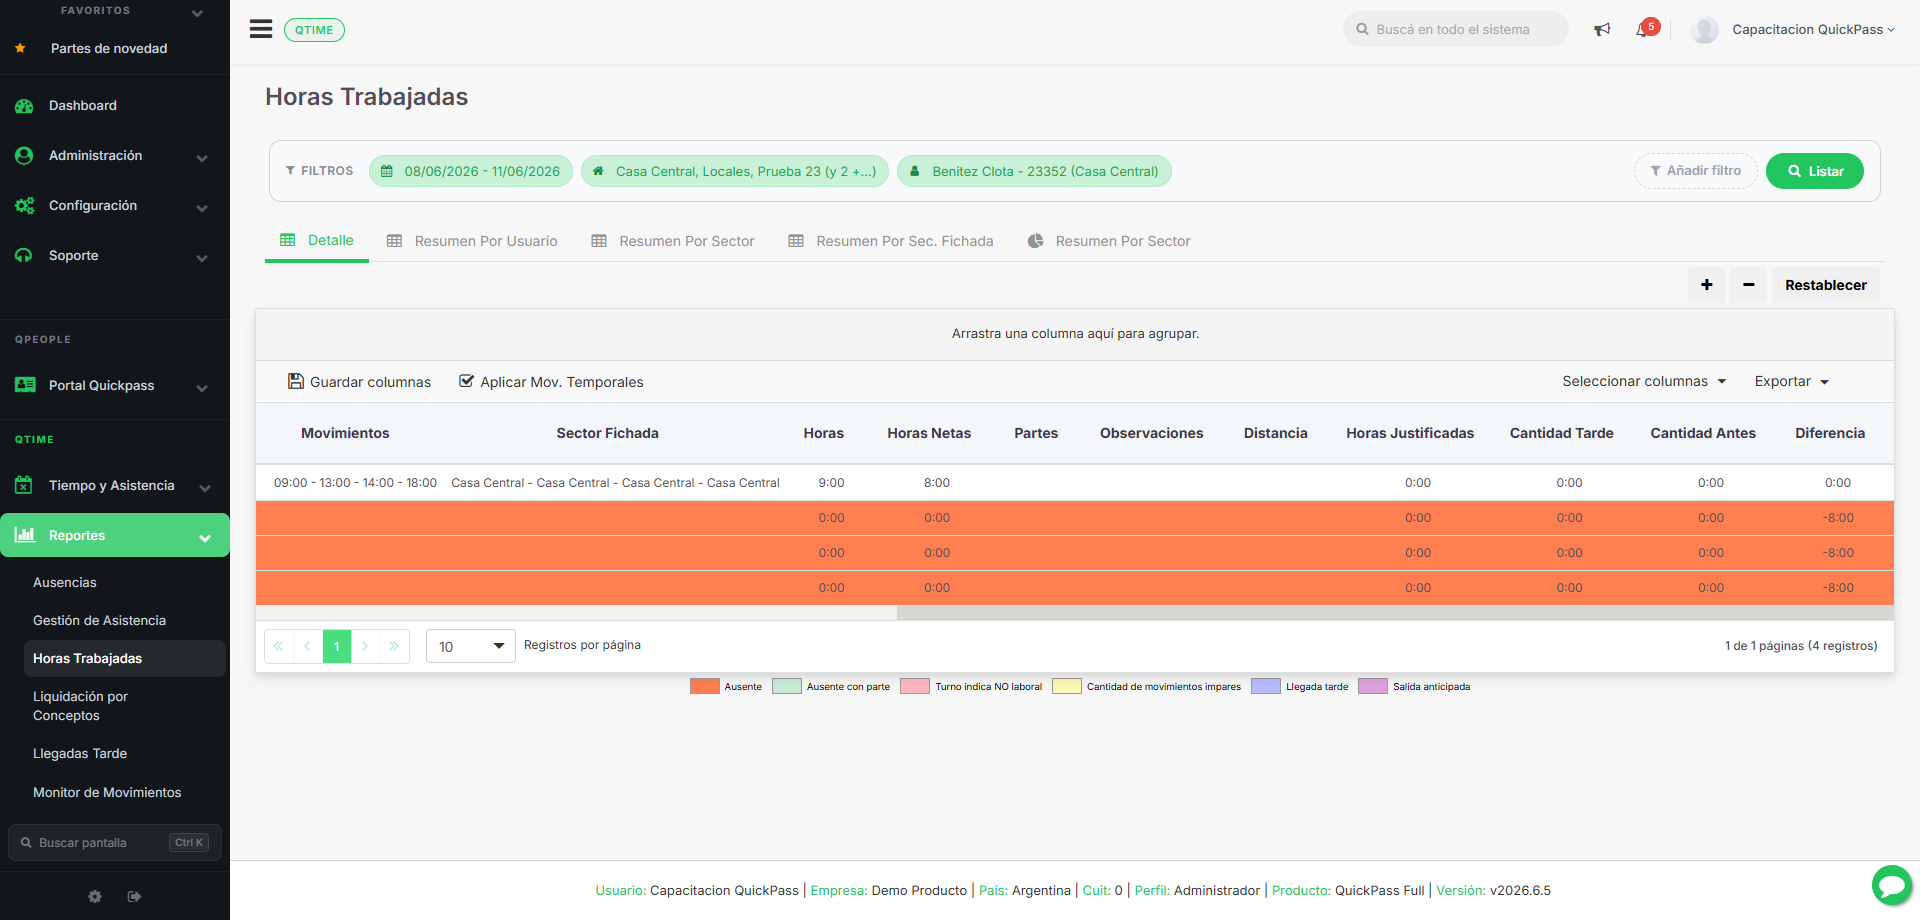 FAVORITOS
Partes de novedad
Dashboard
Administración
Configuración
Soporte
QPEOPLE
Portal Quickpass
QTIME
Tiempo y Asistencia
Reportes
Ausencias
Gestión de Asistencia
Horas Trabajadas
Liquidación por
Conceptos
Llegadas Tarde
Monitor de Movimientos
Buscar pantalla Ctrl K
QTIME
Buscá en todo el sistema
5
Capacitacion QuickPass
Horas Trabajadas
FILTROS 08/06/2026 - 11/06/2026 Casa Central, Locales, Prueba 23 (y 2 +...) Benitez Clota - 23352 (Casa Central) Añadir filtro Listar
Detalle Resumen Por Usuario Resumen Por Sector Resumen Por Sec. Fichada Resumen Por Sector
+ − Restablecer
Arrastra una columna aquí para agrupar.
Guardar columnas Aplicar Mov. Temporales Seleccionar columnas Exportar
Movimientos Sector Fichada Horas Horas Netas Partes Observaciones Distancia Horas Justificadas Cantidad Tarde Cantidad Antes Diferencia
09:00 - 13:00 - 14:00 - 18:00 Casa Central - Casa Central - Casa Central - Casa Central 9:00 8:00 0:00 0:00 0:00 0:00
0:00 0:00 0:00 0:00 0:00 -8:00
0:00 0:00 0:00 0:00 0:00 -8:00
0:00 0:00 0:00 0:00 0:00 -8:00
« ‹ 1 › » 10 Registros por página 1 de 1 páginas (4 registros)
Ausente Ausente con parte Turno indica NO laboral Cantidad de movimientos impares Llegada tarde Salida anticipada
Usuario: Capacitacion QuickPass | Empresa: Demo Producto | País: Argentina | Cuit: 0 | Perfil: Administrador | Producto: QuickPass Full | Versión: v2026.6.5